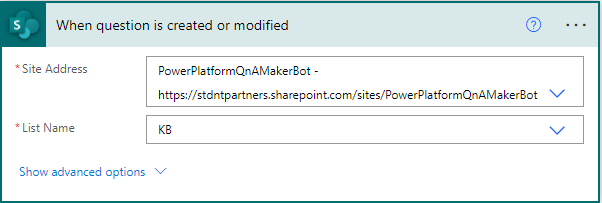 When question is created or modified
* Site Address
PowerPlatformQnAMakerBot -
https://stdntpartners.sharepoint.com/sites/PowerPlatformQnAMakerBot
* List Name
KB
Show advanced options